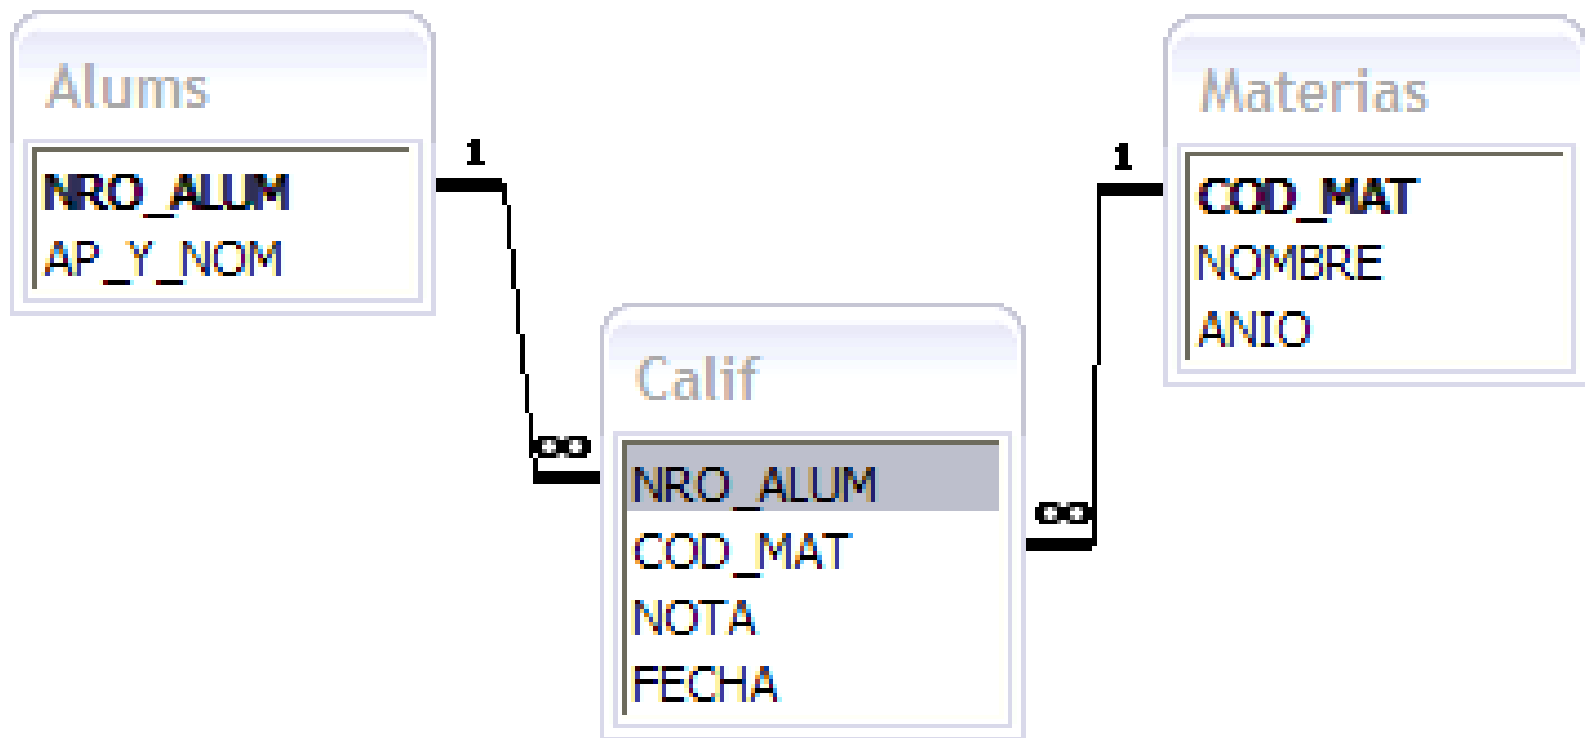 Alums
NRO_ALUM
AP_Y_NOM
1
∞
Calif
NRO_ALUM
COD_MAT
NOTA
FECHA
1
∞
Materias
COD_MAT
NOMBRE
ANIO